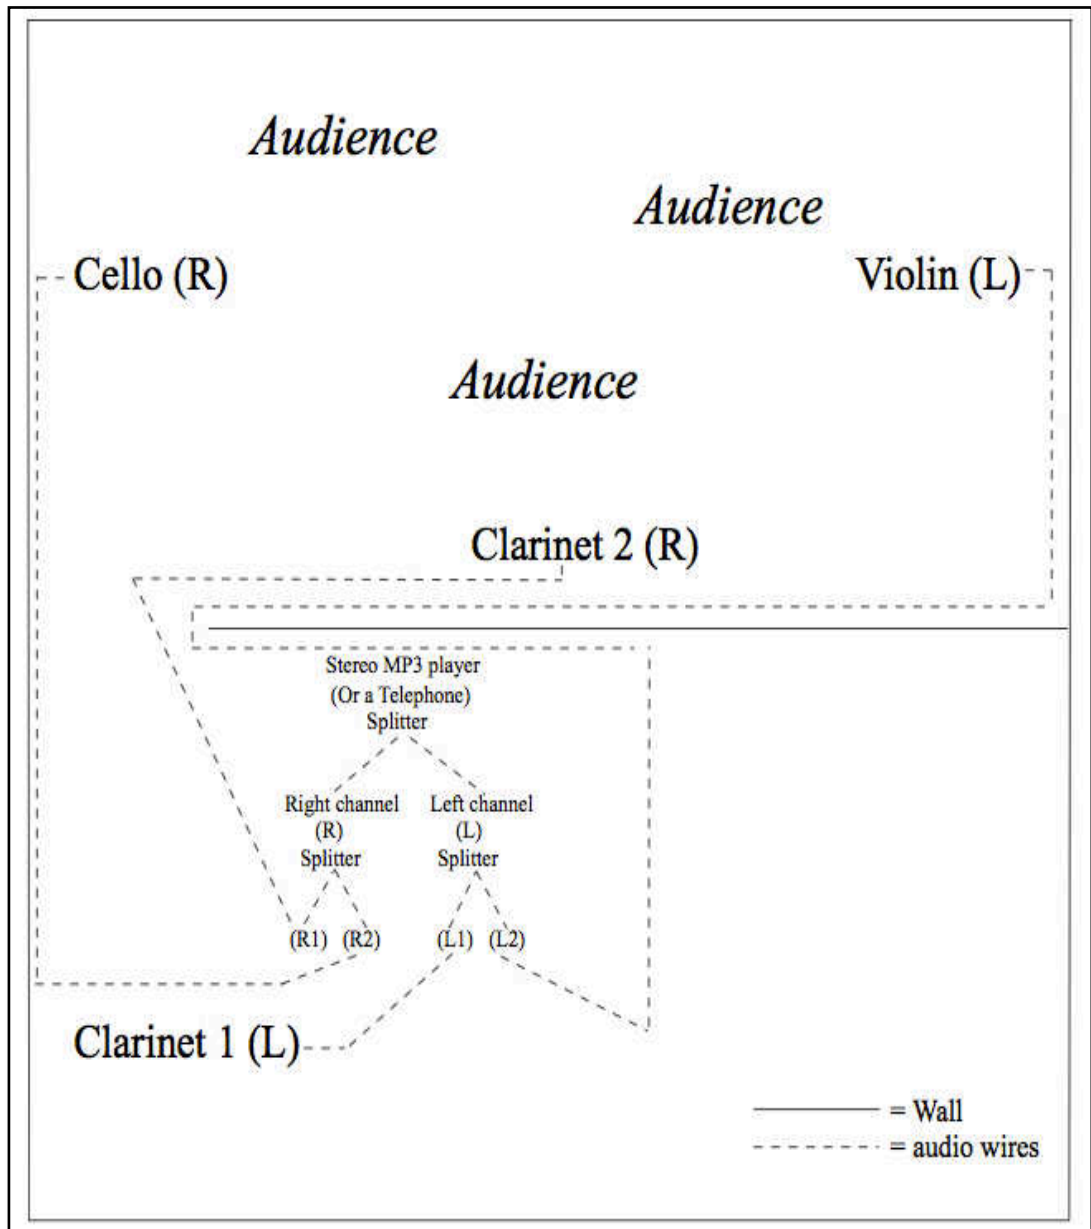 Audience
Audience
Cello (R)
Violin (L)
Audience
Clarinet 2 (R)
Stereo MP3 player
(Or a Telephone)
Splitter
Right channel
(R)
Splitter
Left channel
(L)
Splitter
(R1) (R2)
(L1) (L2)
Clarinet 1 (L)
= Wall
= audio wires